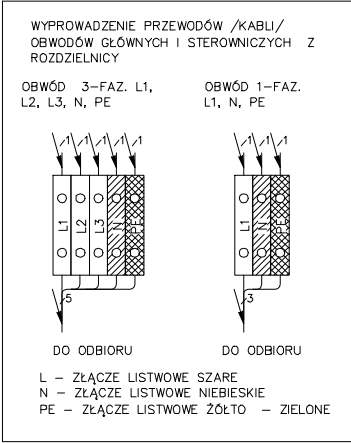 WYPROWADZENIE PRZEWODÓW /KABLI/
OBWODÓW GŁÓWNYCH I STEROWNICZYCH Z
ROZDZIELNICY
OBWÓD 3-FAZ. L1,
L2, L3, N, PE
OBWÓD 1-FAZ.
L1, N, PE
1 1 1 1 1
1 1 1
L1 L2 L3 N PE
L1 N PE
5
3
DO ODBIORU
DO ODBIORU
L - ZŁĄCZE LISTWOWE SZARE
N - ZŁĄCZE LISTWOWE NIEBIESKIE
PE - ZŁĄCZE LISTWOWE ŻÓŁTO - ZIELONE